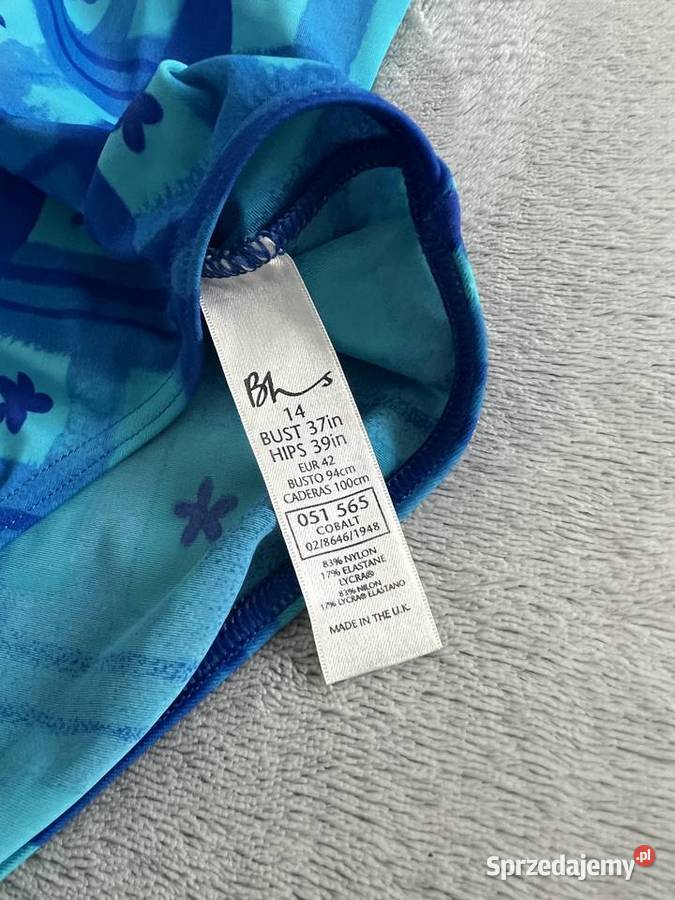 Bhs
14
BUST 37in
HIPS 39in
EUR 42
BUSTO 94cm
CADERAS 100cm
051 565
COBALT
02/8646/1948
83% NYLON
17% ELASTANE
LYCRA®
83% NILON
17% LYCRA® ELASTANO
MADE IN THE U.K.
Sprzedajemy.pl